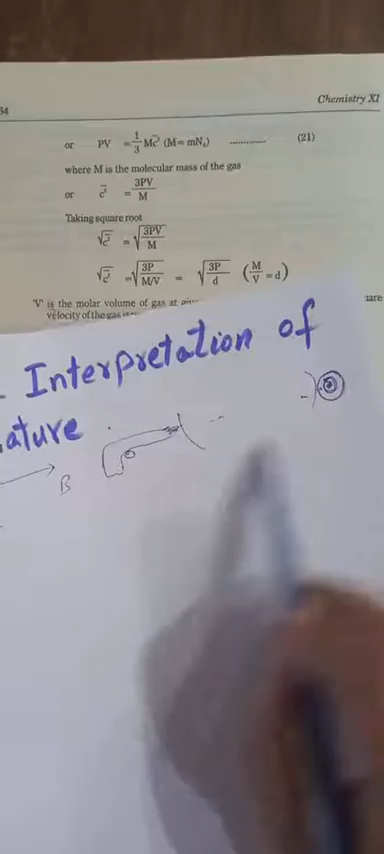 34
Chemistry XI
or PV = 1/3 Mc̄² (M = mNₐ) .............. (21)
where M is the molecular mass of the gas
or c̄² = 3PV/M
Taking square root
√c̄² = √(3PV/M)
√c̄² = √(3P/(M/V)) = √(3P/d) (M/V = d)
'V' is the molar volume of gas at
velocity of the gas is
Interpretation of
ature
B